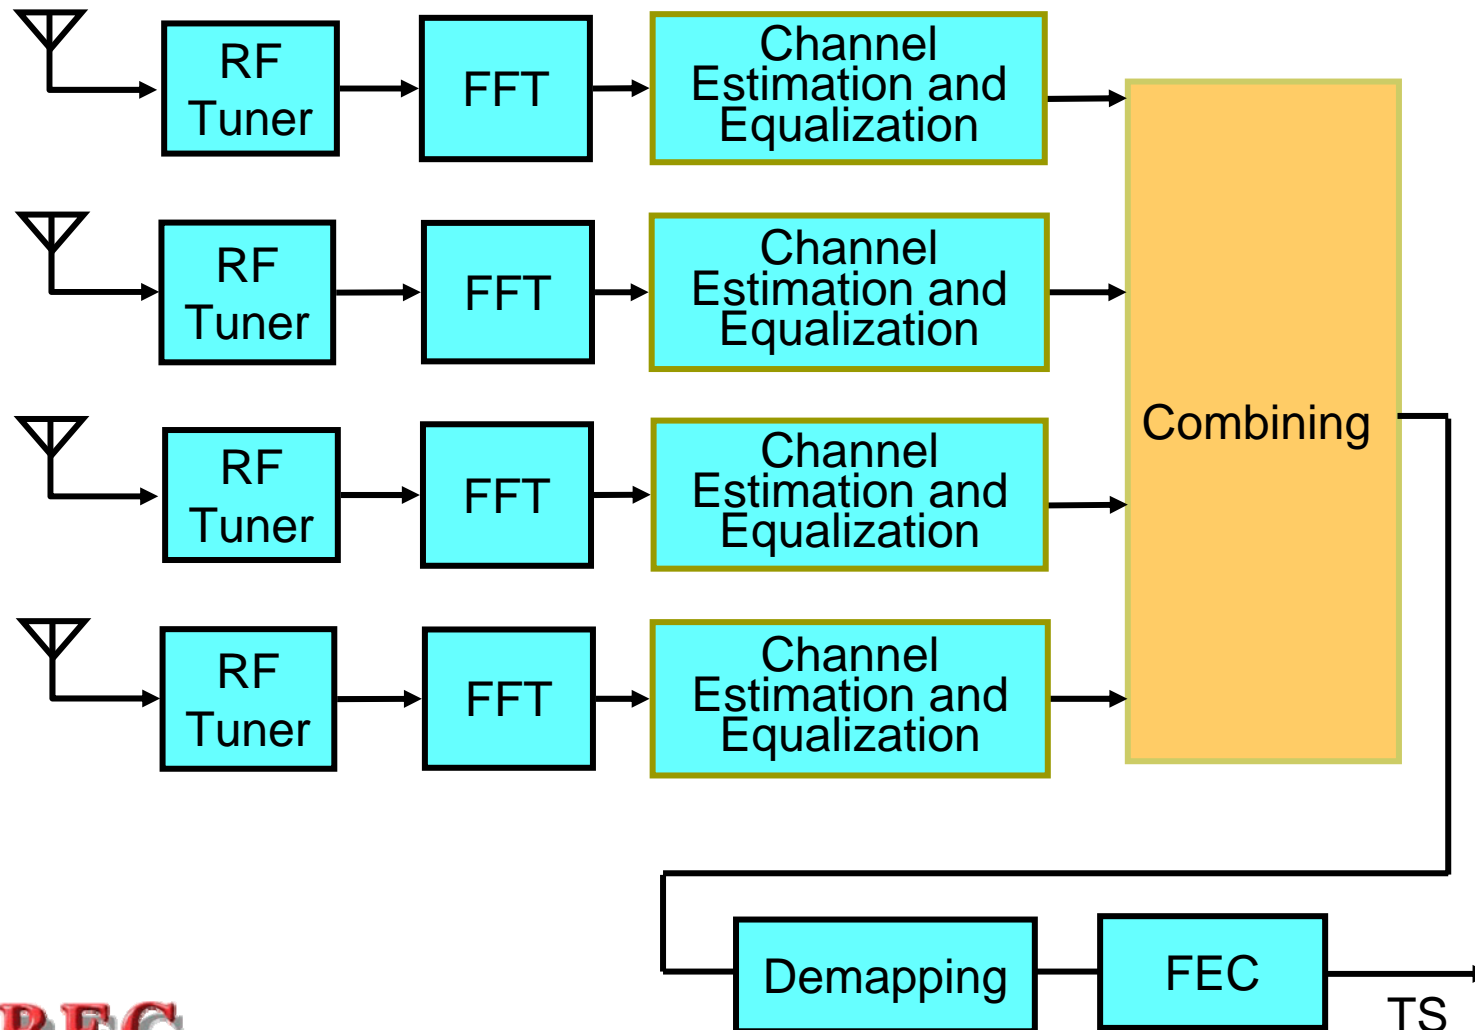 RF
Tuner
FFT
Channel
Estimation and
Equalization
RF
Tuner
FFT
Channel
Estimation and
Equalization
RF
Tuner
FFT
Channel
Estimation and
Equalization
RF
Tuner
FFT
Channel
Estimation and
Equalization
Combining
Demapping
FEC
TS